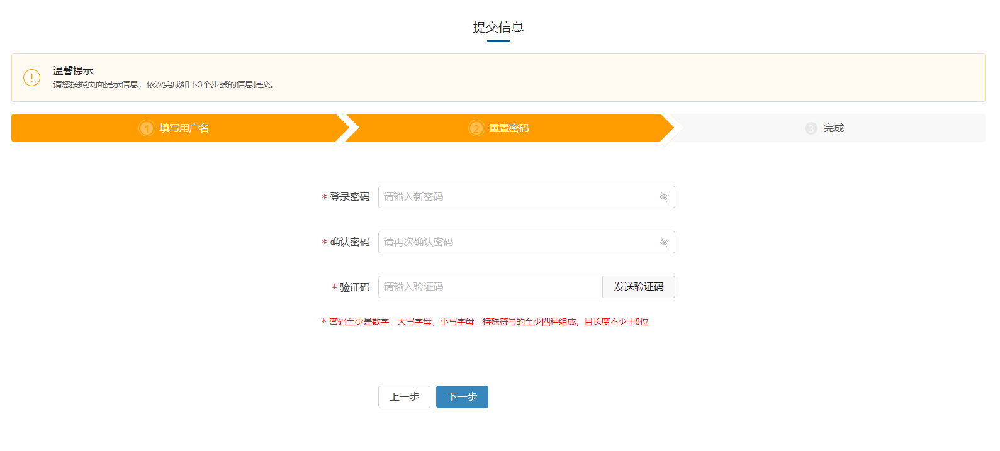 提交信息
温馨提示
请您按照页面提示信息，依次完成如下3个步骤的信息提交。
1 填写用户名
2 重置密码
3 完成
* 登录密码 请输入新密码
* 确认密码 请再次确认密码
* 验证码 请输入验证码 发送验证码
* 密码至少是数字、大写字母、小写字母、特殊符号的至少四种组成，且长度不少于8位
上一步 下一步